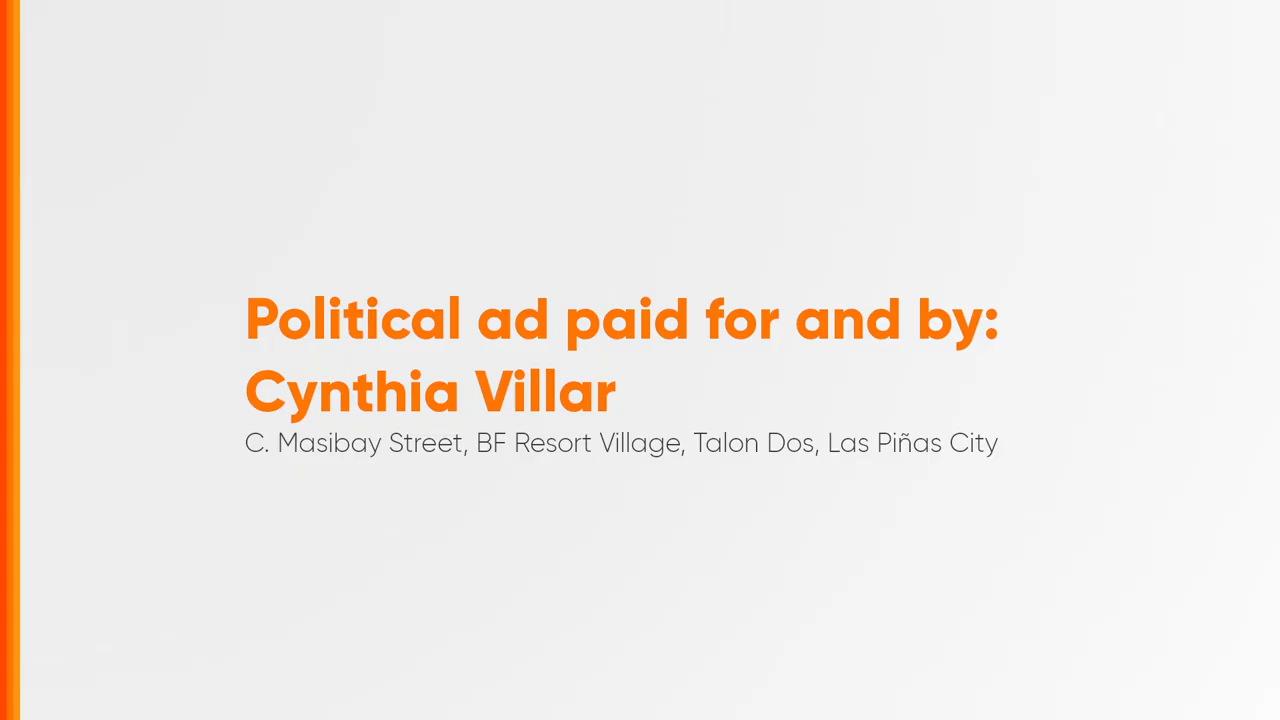 Political ad paid for and by:
Cynthia Villar
C. Masibay Street, BF Resort Village, Talon Dos, Las Piñas City